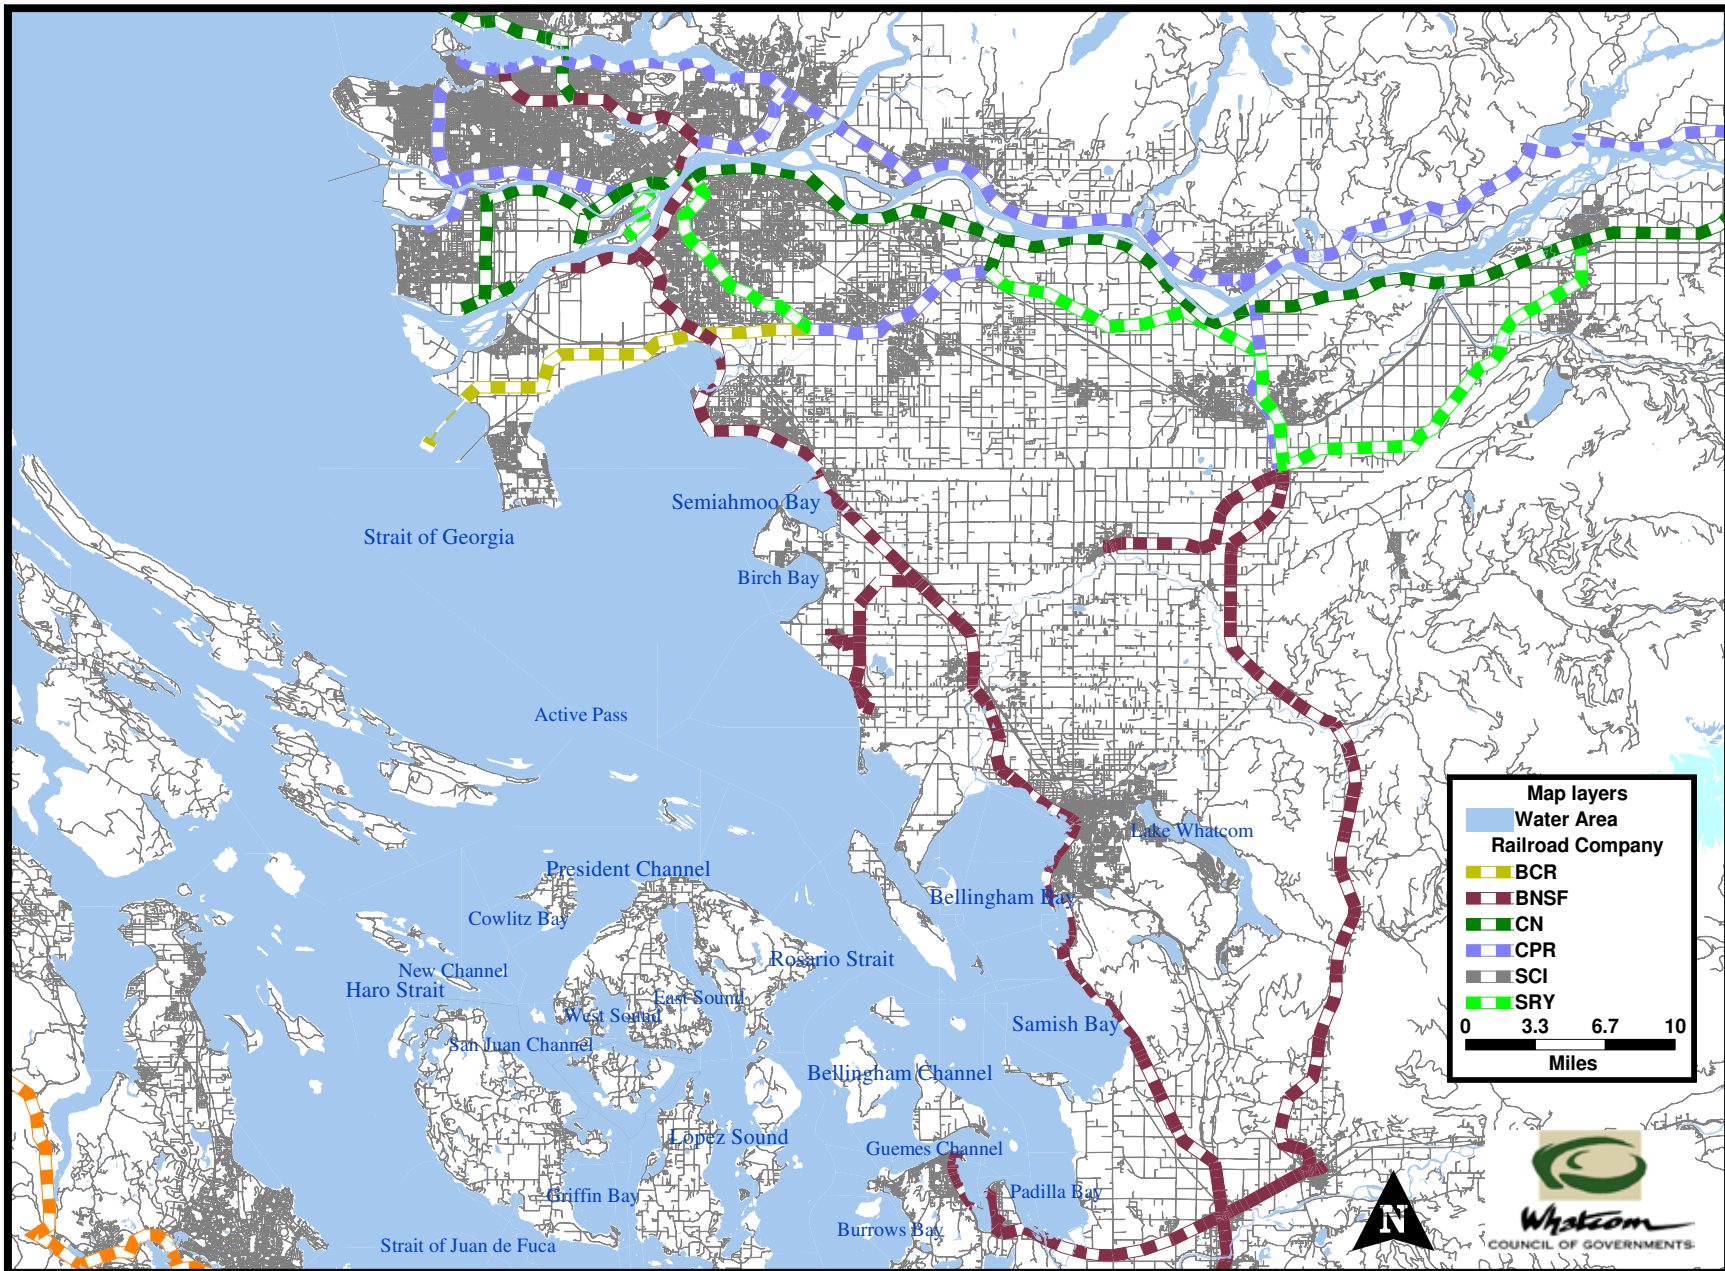 Semiahmoo Bay
Strait of Georgia
Birch Bay
Active Pass
Lake Whatcom
President Channel
Bellingham Bay
Cowlitz Bay
Rosario Strait
New Channel
Haro Strait
East Sound
West Sound
Samish Bay
San Juan Channel
Bellingham Channel
Lopez Sound
Guemes Channel
Padilla Bay
Griffin Bay
Burrows Bay
Strait of Juan de Fuca
Map layers
Water Area
Railroad Company
BCR
BNSF
CN
CPR
SCI
SRY
0 3.3 6.7 10
Miles
N
Whatcom
COUNCIL OF GOVERNMENTS